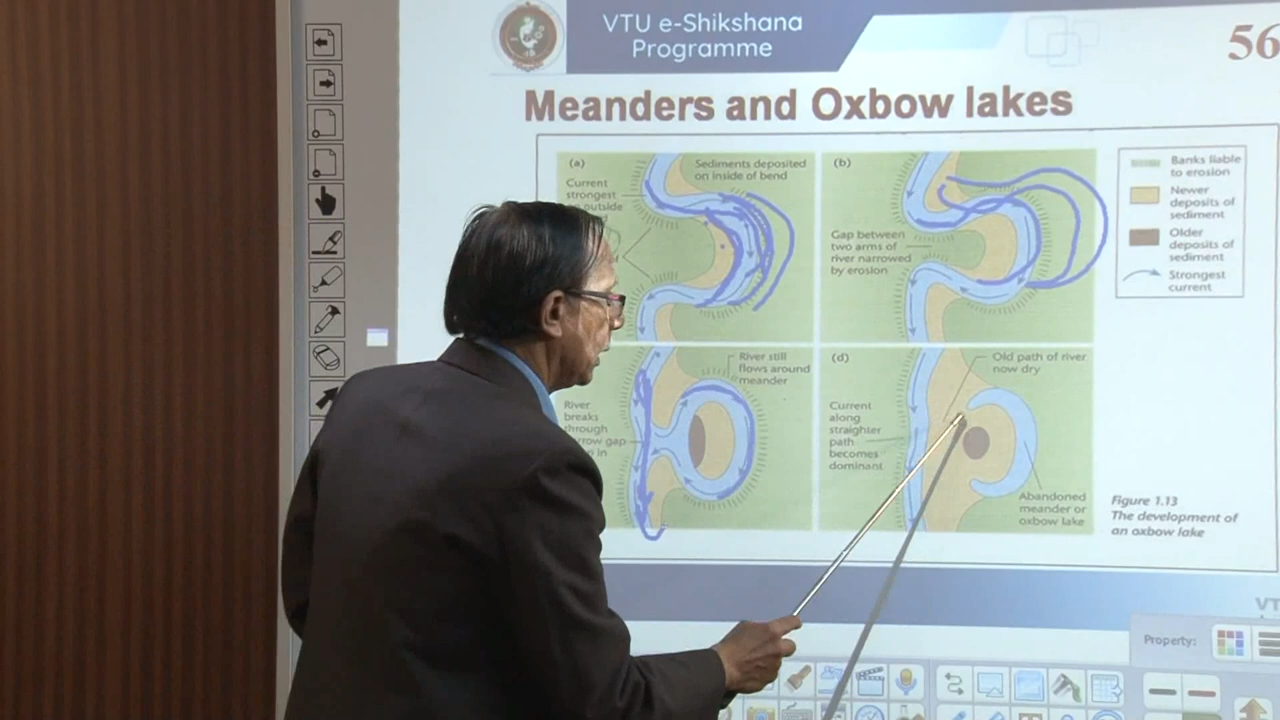 VTU e-Shikshana
Programme
56
Meanders and Oxbow lakes
(a)
Sediments deposited
on inside of bend
Current
strongest
outside
(b)
Gap between
two arms of
river narrowed
by erosion
Banks liable
to erosion
Newer
deposits of
sediment
Older
deposits of
sediment
Strongest
current
River still
flows around
meander
River
breaks
through
gap
in
(d)
Old path of river
now dry
Current
along
straighter
path
becomes
dominant
Abandoned
meander or
oxbow lake
Figure 1.13
The development of
an oxbow lake
VT
Property: